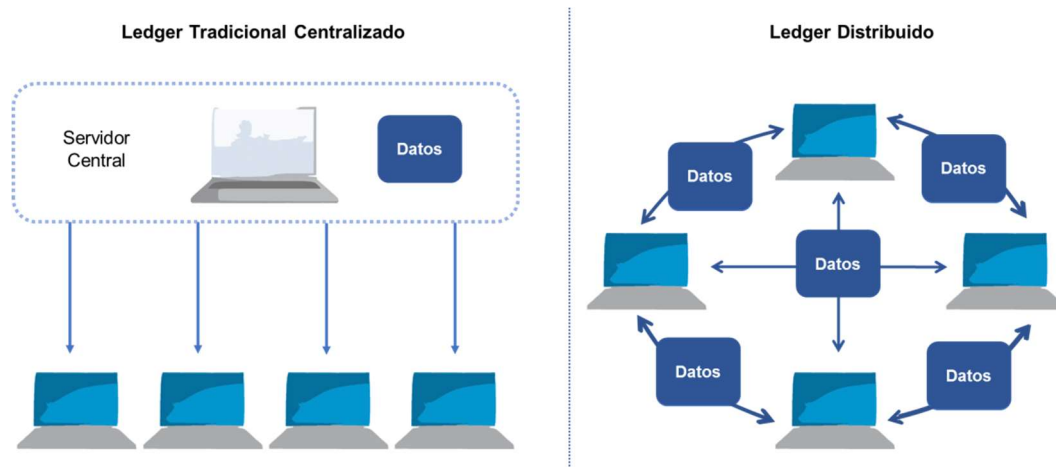 Ledger Tradicional Centralizado
Servidor
Central
Datos
Ledger Distribuido
Datos
Datos
Datos
Datos
Datos